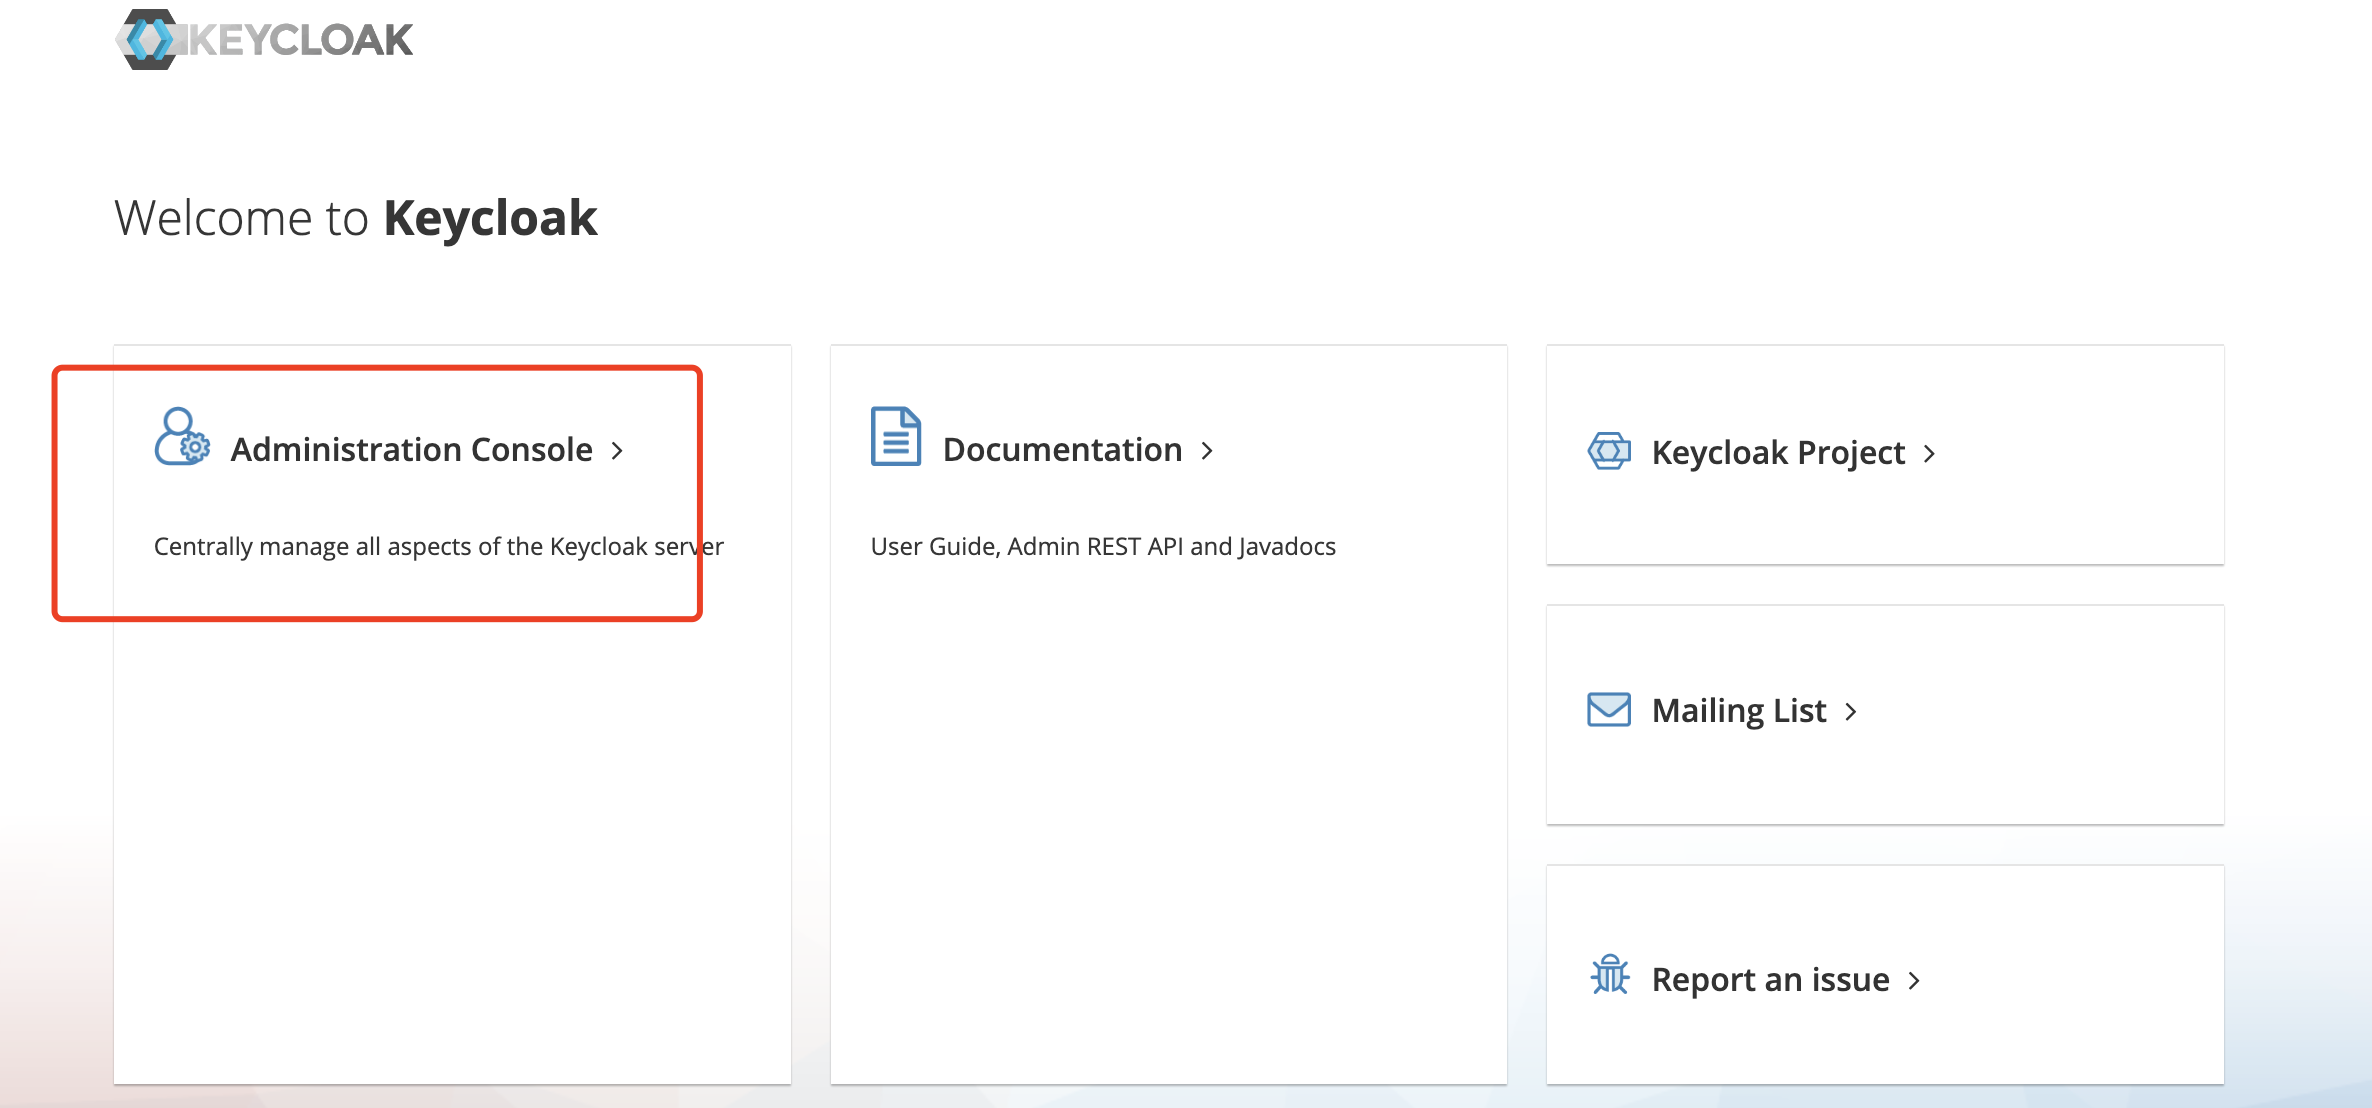 KEYCLOAK
Welcome to Keycloak
Administration Console
Centrally manage all aspects of the Keycloak server
Documentation
User Guide, Admin REST API and Javadocs
Keycloak Project
Mailing List
Report an issue